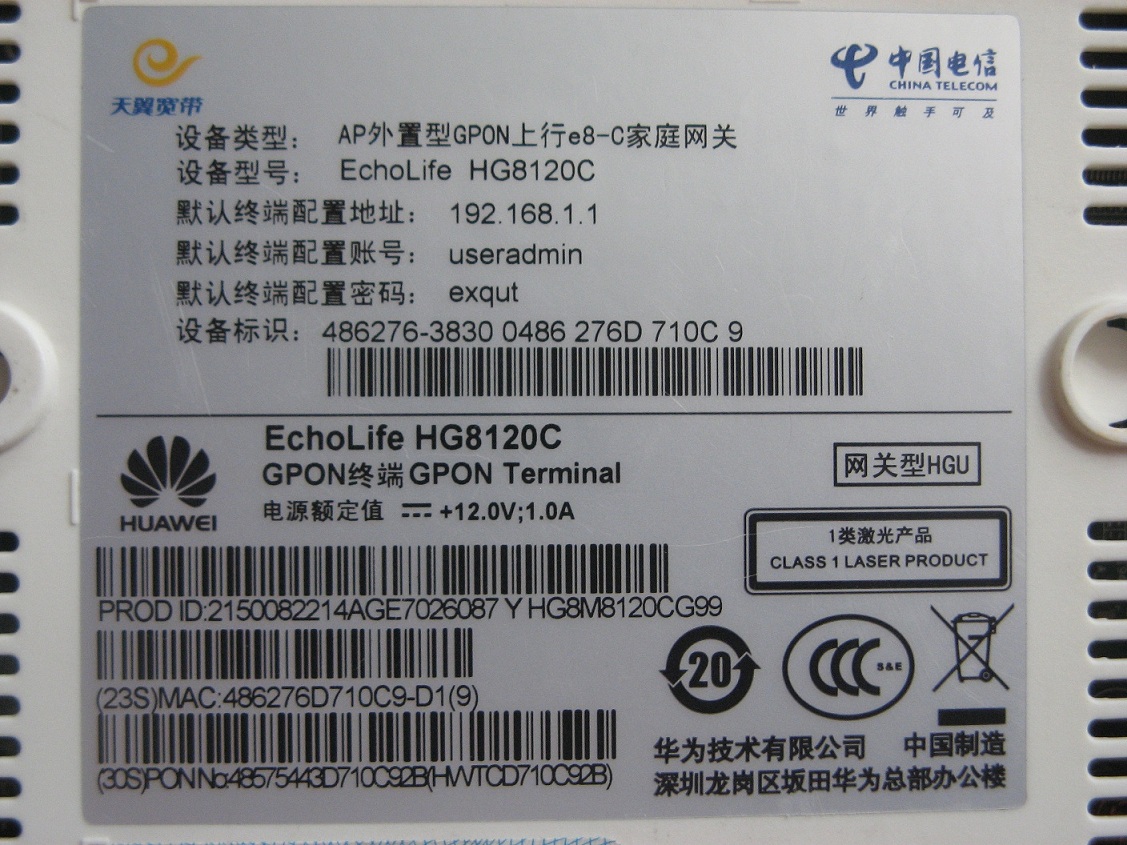 天翼宽带
中国电信
CHINA TELECOM
世界触手可及
设备类型： AP外置型GPON上行e8-C家庭网关
设备型号： EchoLife HG8120C
默认终端配置地址： 192.168.1.1
默认终端配置账号： useradmin
默认终端配置密码： exqut
设备标识：486276-3830 0486 276D 710C 9
HUAWEI
EchoLife HG8120C
GPON终端 GPON Terminal
电源额定值 +12.0V;1.0A
网关型HGU
1类激光产品
CLASS 1 LASER PRODUCT
PROD ID:2150082214AGE7026087 Y HG8M8120CG99
(23S)MAC:486276D710C9-D1(9)
(30S)PON No:48575443D710C92B(HWTCD710C92B)
20
CCC S&E
华为技术有限公司 中国制造
深圳龙岗区坂田华为总部办公楼